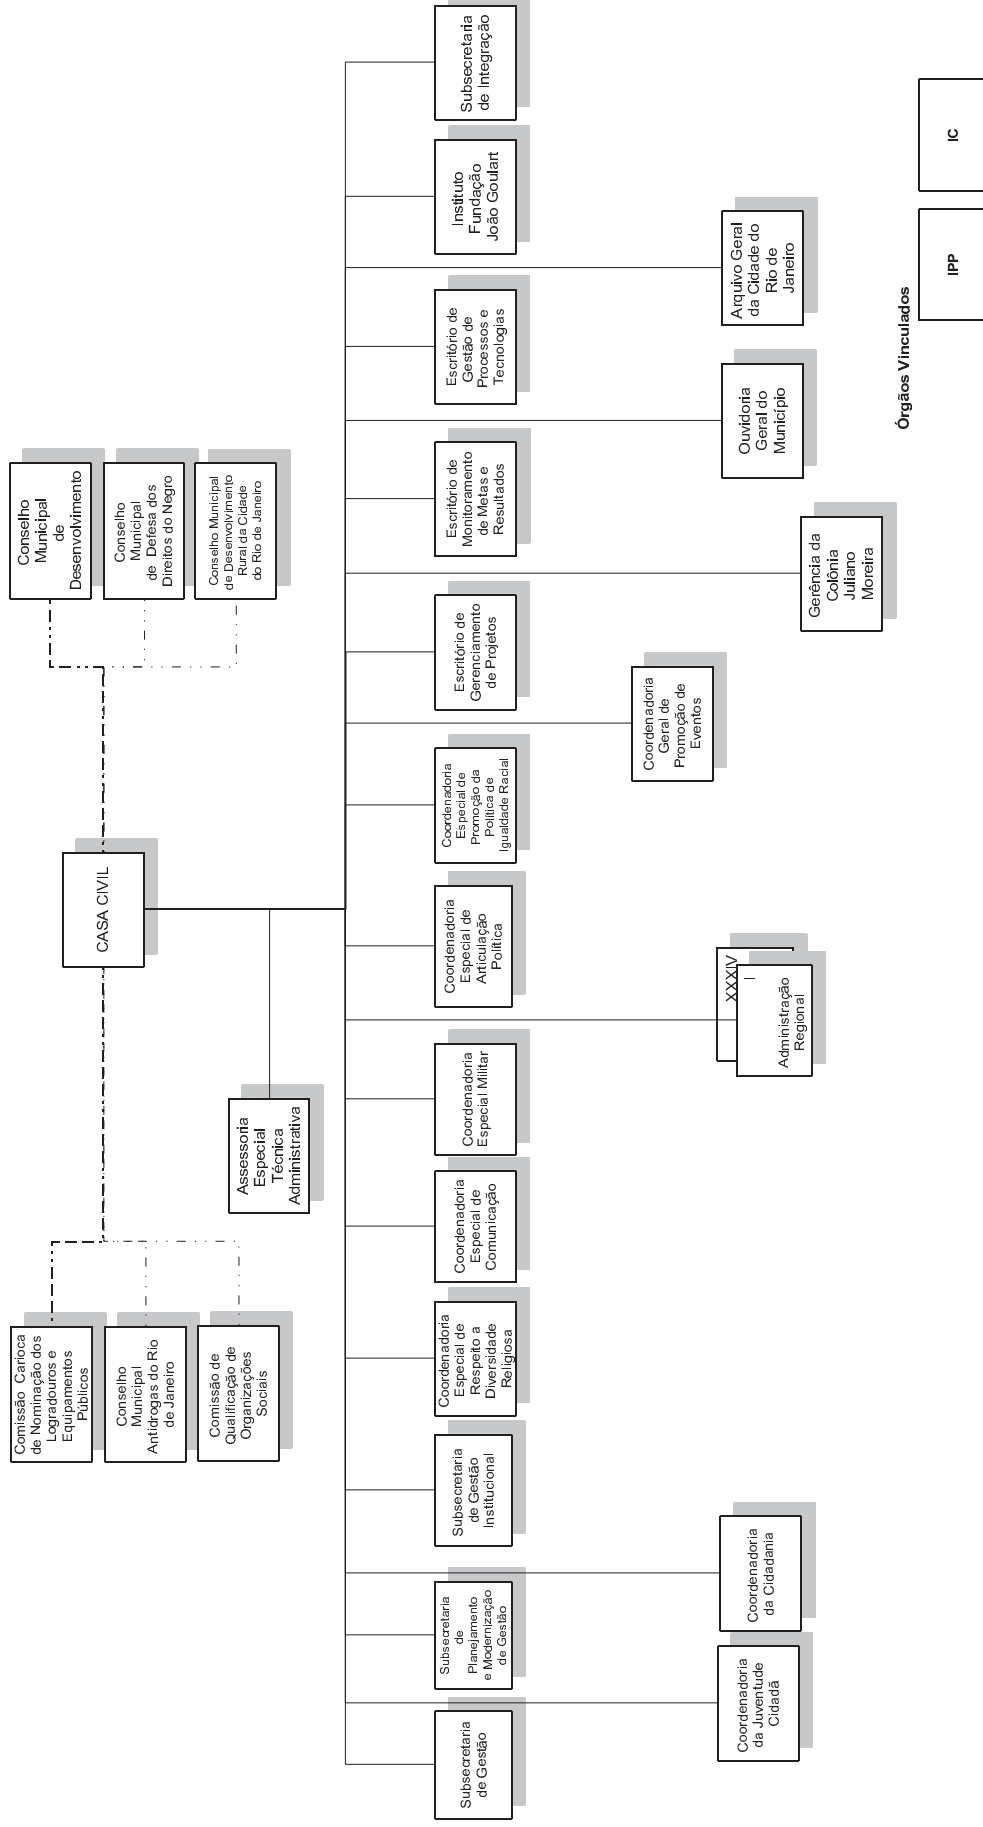 Comissão Carioca
de Nominação dos
Logradouros e
Equipamentos
Públicos
Conselho
Municipal
Antidrogas do Rio
de Janeiro
Comissão de
Qualificação de
Organizações
Sociais
CASA CIVIL
Conselho
Municipal
de
Desenvolvimento
Conselho
Municipal
de Defesa dos
Direitos do Negro
Conselho Municipal
de Desenvolvimento
Rural da Cidade
do Rio de Janeiro
Assessoria
Especial
Técnica
Administrativa
Subsecretaria
de Gestão
Subsecretaria
de
Planejamento
e Modernização
de Gestão
Subsecretaria
de Gestão
Institucional
Coordenadoria
Especial de
Respeito a
Diversidade
Religiosa
Coordenadoria
Especial de
Comunicação
Coordenadoria
Especial Militar
Coordenadoria
Especial de
Articulação
Política
Coordenadoria
Especial de
Promoção da
Política de
Igualdade Racial
Escritório de
Gerenciamento
de Projetos
Escritório de
Monitoramento
de Metas e
Resultados
Escritório de
Gestão de
Processos e
Tecnologias
Instituto
Fundação
João Goulart
Subsecretaria
de Integração
Coordenadoria
da Juventude
Cidadã
Coordenadoria
da Cidadania
XXXIV
I
Administração
Regional
Coordenadoria
Geral de
Promoção de
Eventos
Gerência da
Colônia
Juliano
Moreira
Ouvidoria
Geral do
Município
Arquivo Geral
da Cidade do
Rio de
Janeiro
Órgãos Vinculados
IPP
IC